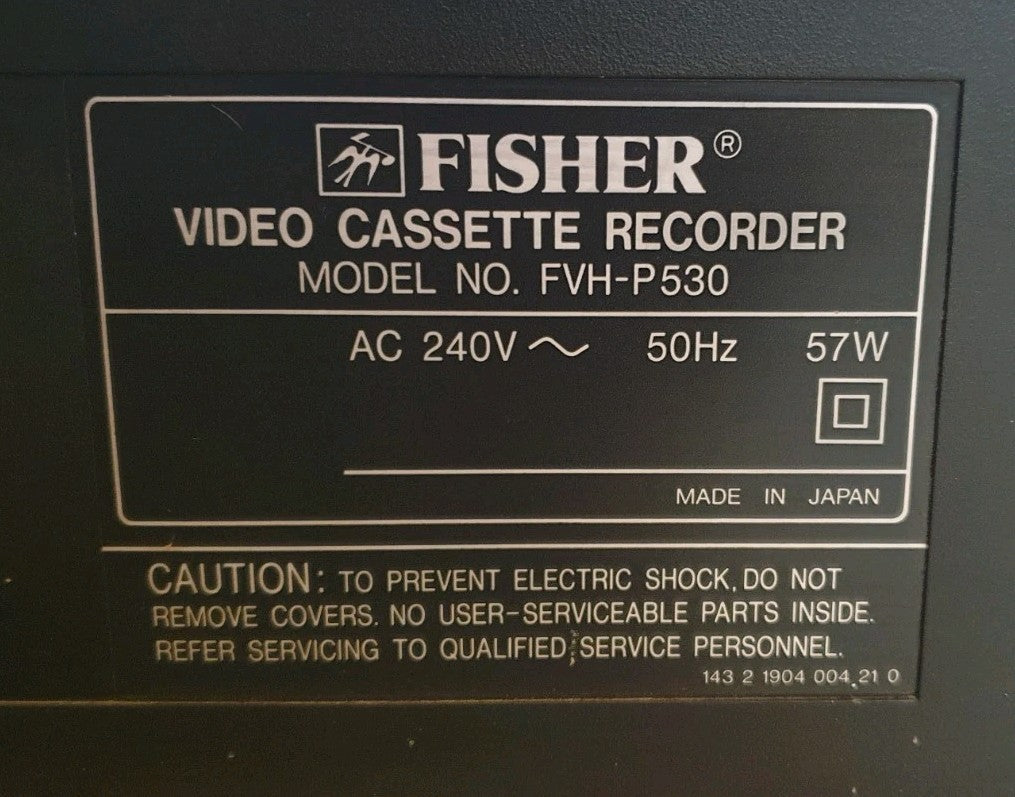 FISHER®
VIDEO CASSETTE RECORDER
MODEL NO. FVH-P530
AC 240V ~ 50Hz 57W
MADE IN JAPAN
CAUTION: TO PREVENT ELECTRIC SHOCK, DO NOT
REMOVE COVERS. NO USER-SERVICEABLE PARTS INSIDE.
REFER SERVICING TO QUALIFIED SERVICE PERSONNEL.
143 2 1904 004 21 0